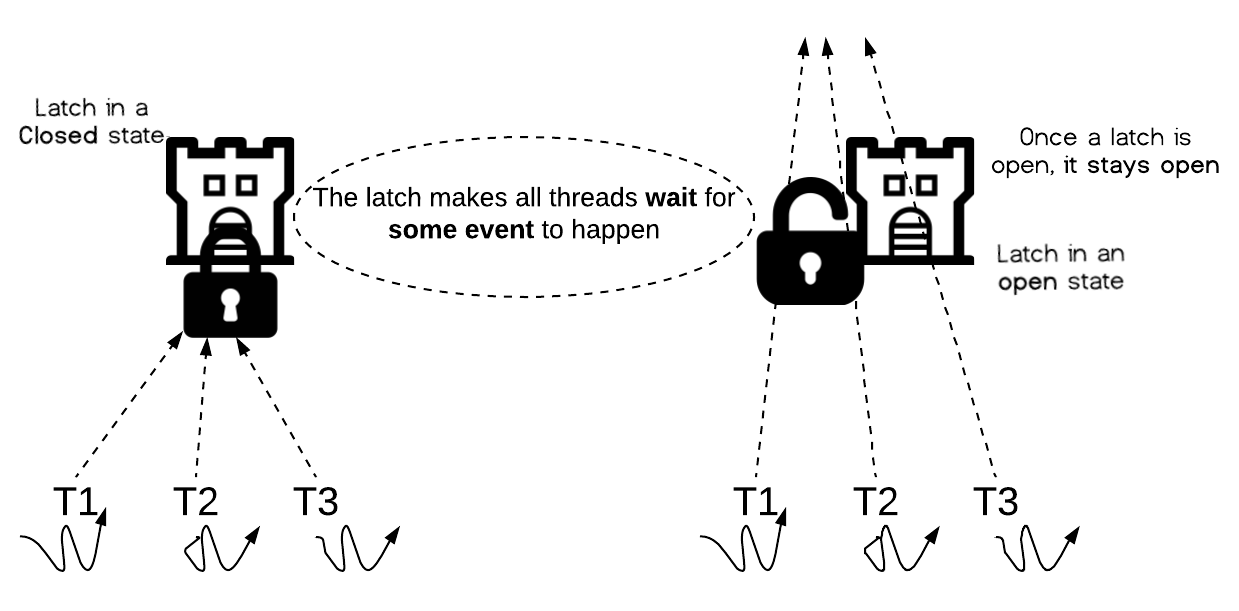 Latch in a
Closed state
The latch makes all threads wait for
some event to happen
Once a latch is
open, it stays open
Latch in an
open state
T1
T2
T3
T1
T2
T3